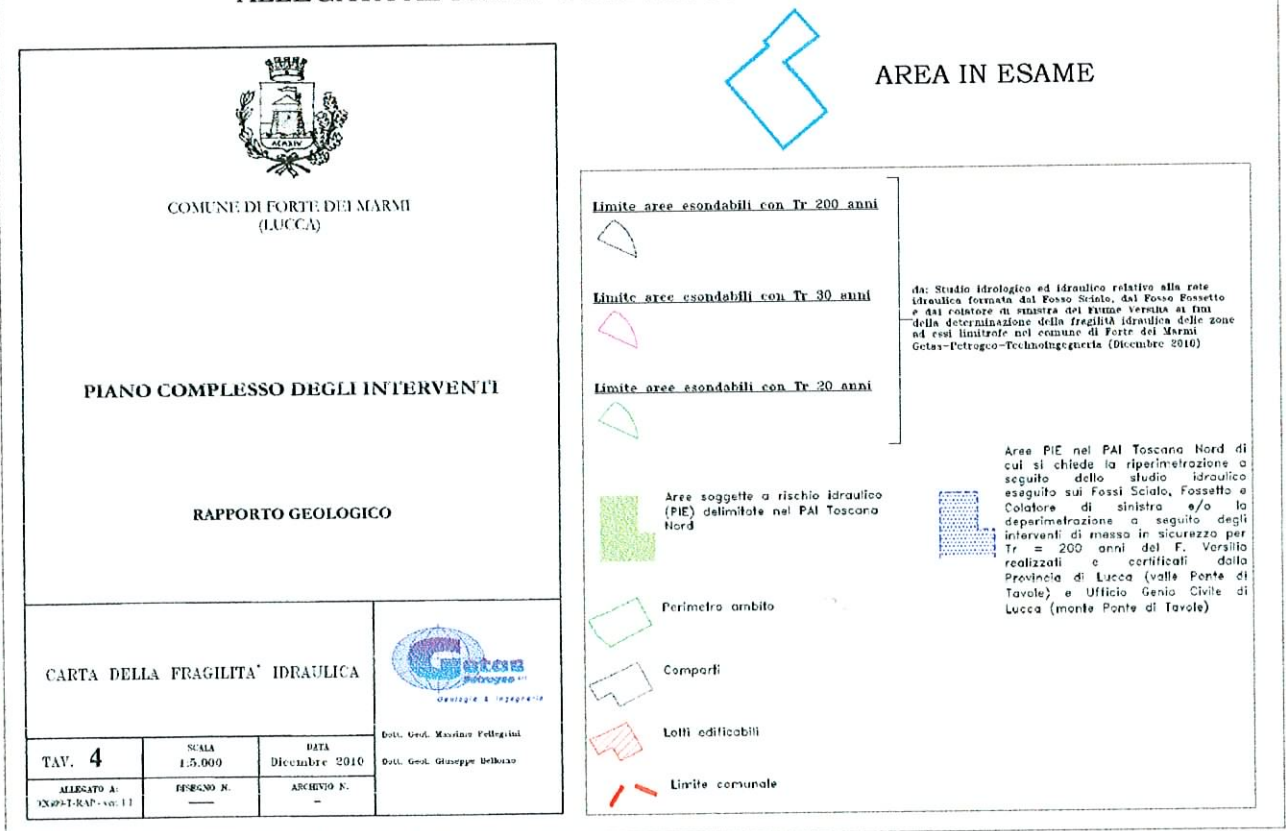 AREA IN ESAME
COMUNE DI FORTE DEI MARMI
(LUCCA)
PIANO COMPLESSO DEGLI INTERVENTI
RAPPORTO GEOLOGICO
CARTA DELLA FRAGILITA' IDRAULICA
Getas
Petrogeo
Geologia & Ingegneria
Dott. Geol. Massimo Pellegrini
Dott. Geol. Giuseppe Bellomo
TAV. 4
SCALA
1:5.000
DATA
Dicembre 2010
ALLEGATO A:
DISEGNO N.
—
ARCHIVIO N.
–
Limite aree esondabili con Tr 200 anni
Limite aree esondabili con Tr 30 anni
Limite aree esondabili con Tr 20 anni
da: Studio idrologico ed idraulico relativo alla rete
idraulica formata dal Fosso Scialo, dal Fosso Fossetto
e dal colatore di sinistra del Fiume Versilia ai fini
della determinazione della fragilità idraulica delle zone
ad essi limitrofe nel comune di Forte dei Marmi
Getas-Petrogeo-Technoingegneria (Dicembre 2010)
Aree soggette a rischio idraulico
(PIE) delimitate nel PAI Toscana
Nord
Aree PIE nel PAI Toscana Nord di
cui si chiede la riperimetrazione a
seguito dello studio idraulico
eseguito sui Fossi Scialo, Fossetto e
Colatore di sinistra e/o la
deperimetrazione a seguito degli
interventi di messa in sicurezza per
Tr = 200 anni del F. Versilia
realizzati e certificati dalla
Provincia di Lucca (valle Ponte di
Tavole) e Ufficio Genio Civile di
Lucca (monte Ponte di Tavole)
Perimetro ambito
Comparti
Lotti edificabili
Limite comunale